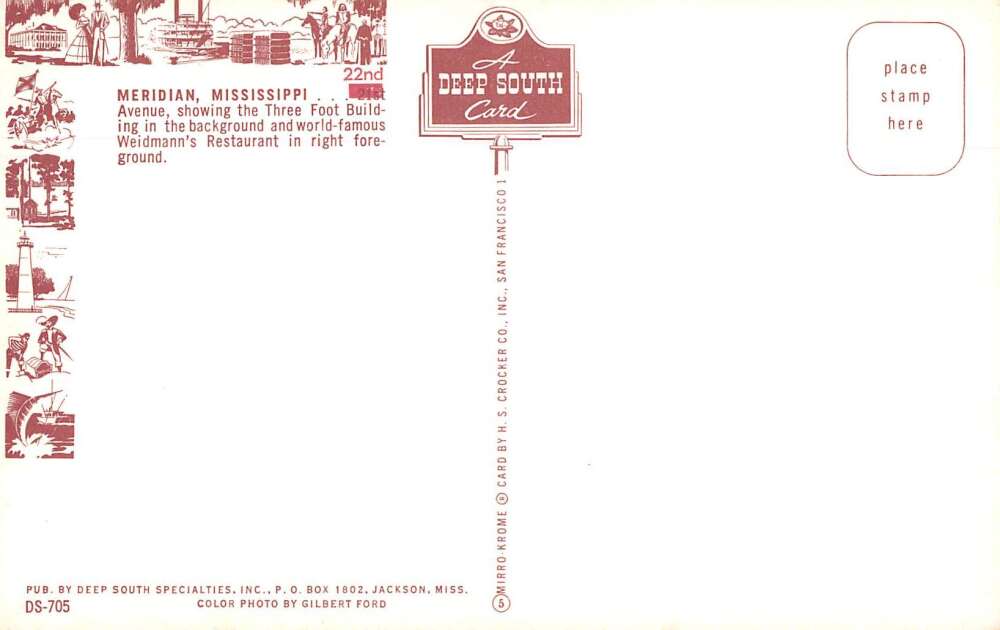 22nd
MERIDIAN, MISSISSIPPI . . . 21st
Avenue, showing the Three Foot Build-
ing in the background and world-famous
Weidmann's Restaurant in right fore-
ground.
A
DEEP SOUTH
Card
place
stamp
here
MIRRO-KROME ® CARD BY H. S. CROCKER CO., INC., SAN FRANCISCO 1
5
PUB. BY DEEP SOUTH SPECIALTIES, INC., P. O. BOX 1802, JACKSON, MISS.
DS-705
COLOR PHOTO BY GILBERT FORD